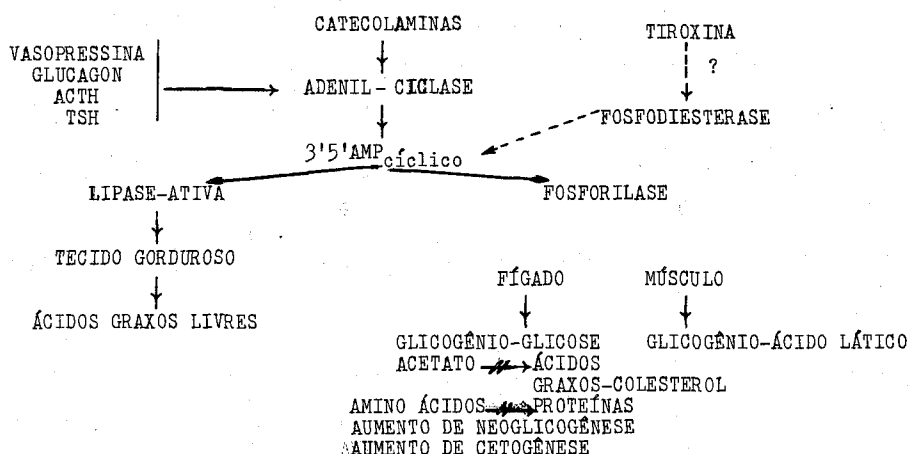 CATECOLAMINAS
TIROXINA
VASOPRESSINA
GLUCAGON
ACTH
TSH
ADENIL-CICLASE
?
FOSFODIESTERASE
3'5'AMP cíclico
LIPASE-ATIVA
FOSFORILASE
TECIDO GORDUROSO
ÁCIDOS GRAXOS LIVRES
FÍGADO
MÚSCULO
GLICOGÊNIO-GLICOSE
GLICOGÊNIO-ÁCIDO LÁTICO
ACETATO ÁCIDOS
GRAXOS-COLESTEROL
AMINO ÁCIDOS PROTEÍNAS
AUMENTO DE NEOGLICOGÊNESE
AUMENTO DE CETOGÊNESE